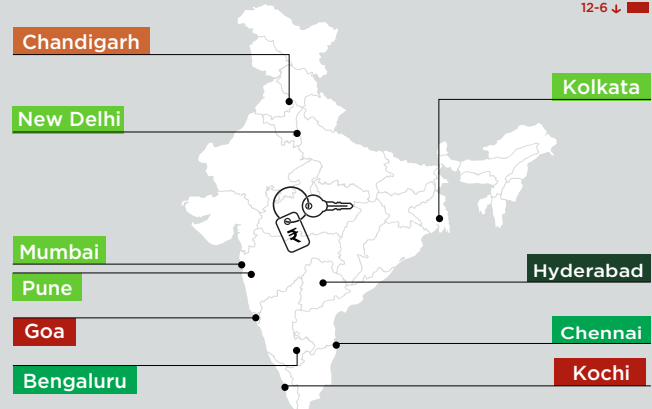 12-6 ↓
Chandigarh
Kolkata
New Delhi
Mumbai
Hyderabad
Pune
Goa
Chennai
Bengaluru
Kochi
₹